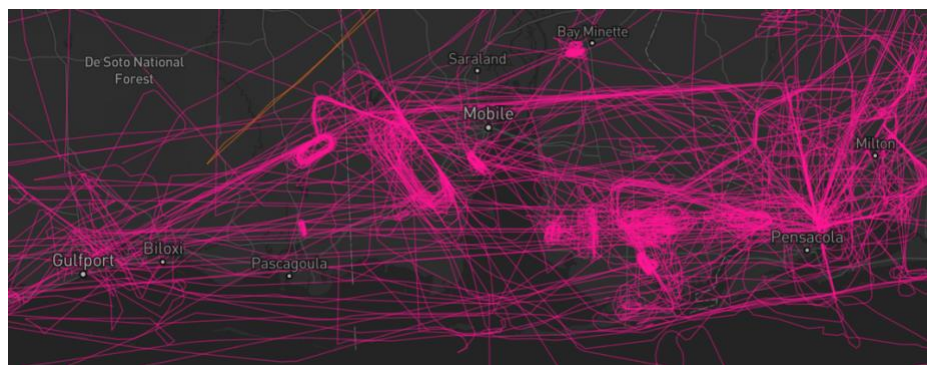 Bay Minette
De Soto National
Forest
Saraland
Mobile
Milton
Pensacola
Biloxi
Gulfport
Pascagoula